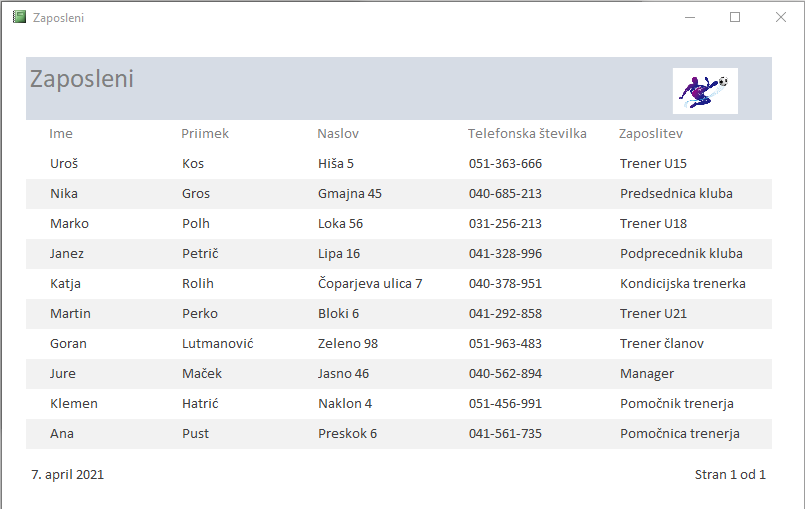 Zaposleni
Zaposleni
Ime Priimek Naslov Telefonska številka Zaposlitev
Uroš Kos Hiša 5 051-363-666 Trener U15
Nika Gros Gmajna 45 040-685-213 Predsednica kluba
Marko Polh Loka 56 031-256-213 Trener U18
Janez Petrič Lipa 16 041-328-996 Podprecednik kluba
Katja Rolih Čoparjeva ulica 7 040-378-951 Kondicijska trenerka
Martin Perko Bloki 6 041-292-858 Trener U21
Goran Lutmanović Zeleno 98 051-963-483 Trener članov
Jure Maček Jasno 46 040-562-894 Manager
Klemen Hatrić Naklon 4 051-456-991 Pomočnik trenerja
Ana Pust Preskok 6 041-561-735 Pomočnica trenerja
7. april 2021 Stran 1 od 1